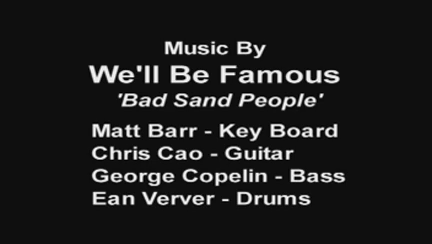 Music By
We'll Be Famous
'Bad Sand People'
Matt Barr - Key Board
Chris Cao - Guitar
George Copelin - Bass
Ean Verver - Drums